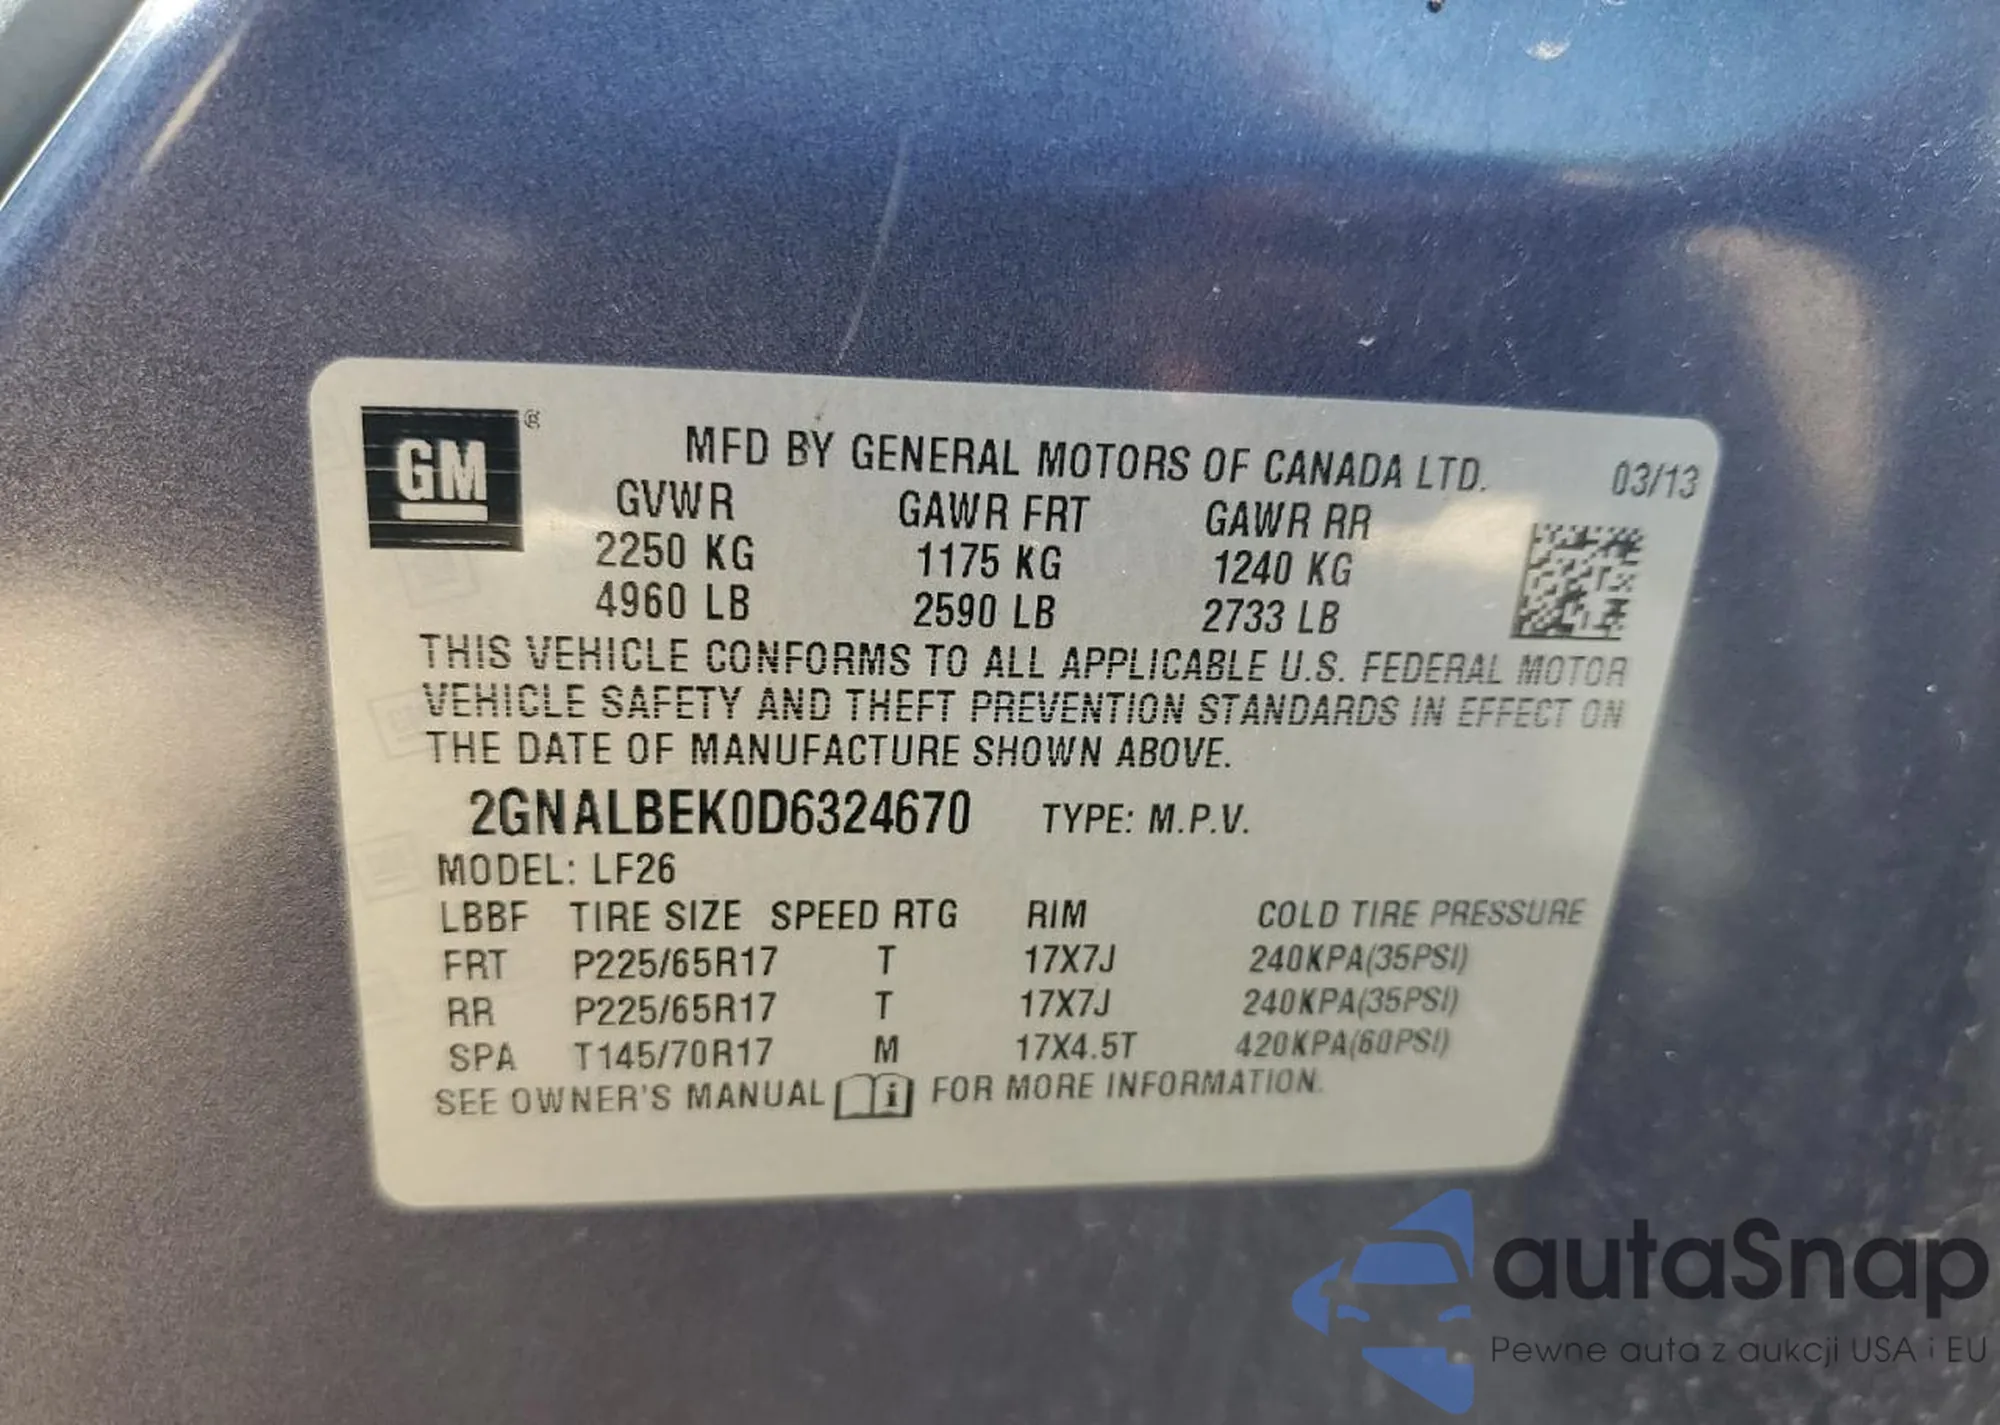 GM ®
MFD BY GENERAL MOTORS OF CANADA LTD. 03/13
GVWR GAWR FRT GAWR RR
2250 KG 1175 KG 1240 KG
4960 LB 2590 LB 2733 LB
THIS VEHICLE CONFORMS TO ALL APPLICABLE U.S. FEDERAL MOTOR
VEHICLE SAFETY AND THEFT PREVENTION STANDARDS IN EFFECT ON
THE DATE OF MANUFACTURE SHOWN ABOVE.
2GNALBEK0D6324670 TYPE: M.P.V.
MODEL: LF26
LBBF TIRE SIZE SPEED RTG RIM COLD TIRE PRESSURE
FRT P225/65R17 T 17X7J 240KPA(35PSI)
RR P225/65R17 T 17X7J 240KPA(35PSI)
SPA T145/70R17 M 17X4.5T 420KPA(60PSI)
SEE OWNER'S MANUAL i FOR MORE INFORMATION.
autaSnap
Pewne auta z aukcji USA i EU